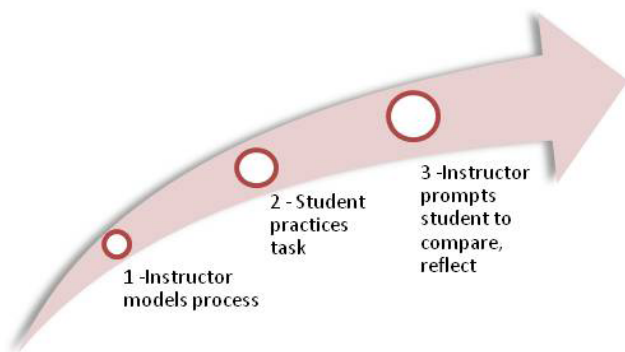 1 -Instructor
models process
2 - Student
practices
task
3 -Instructor
prompts
student to
compare,
reflect